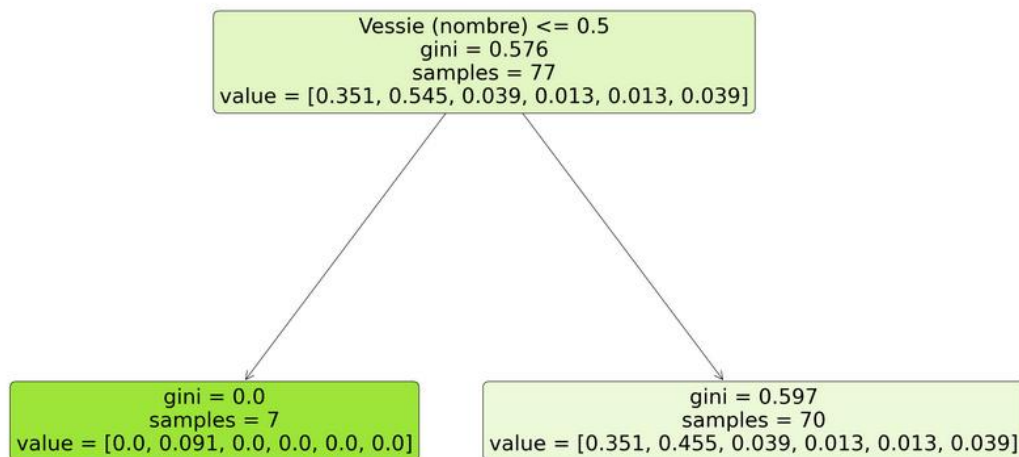 Vessie (nombre) <= 0.5
gini = 0.576
samples = 77
value = [0.351, 0.545, 0.039, 0.013, 0.013, 0.039]
gini = 0.0
samples = 7
value = [0.0, 0.091, 0.0, 0.0, 0.0, 0.0]
gini = 0.597
samples = 70
value = [0.351, 0.455, 0.039, 0.013, 0.013, 0.039]